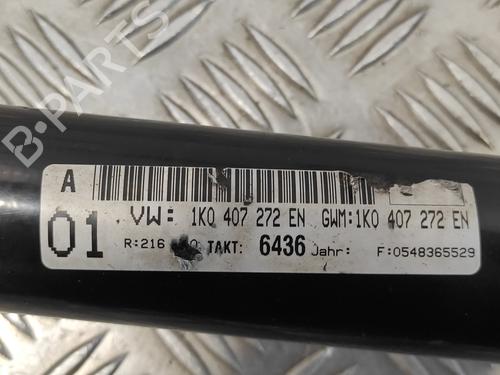 B-PARTS
A
01
VW: 1K0 407 272 EN GWM:1K0 407 272 EN
R:216 TAKT: 6436 Jahr: F:0548365529